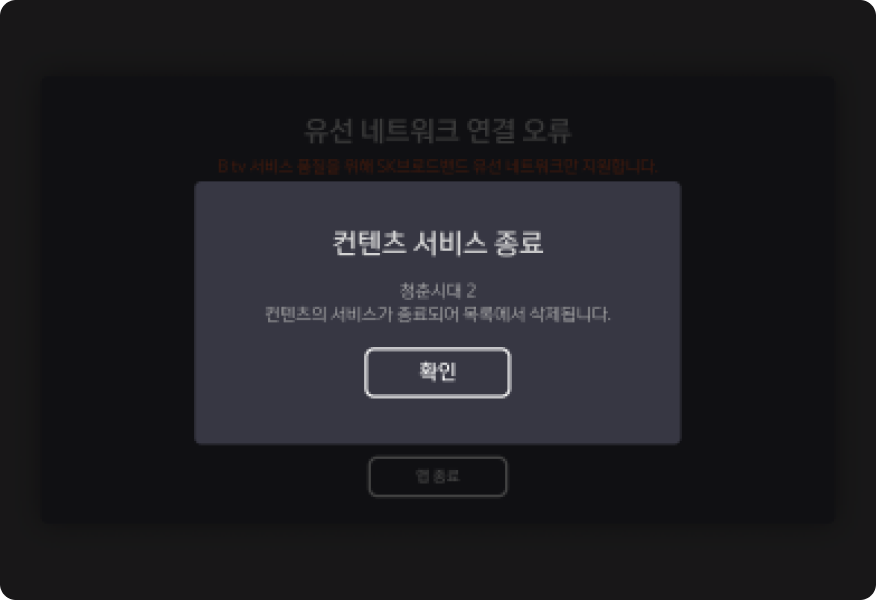 유선 네트워크 연결 오류
B tv 서비스 품질을 위해 SK브로드밴드 유선 네트워크만 지원합니다.
컨텐츠 서비스 종료
청춘시대 2
컨텐츠의 서비스가 종료되어 목록에서 삭제됩니다.
확인
앱 종료